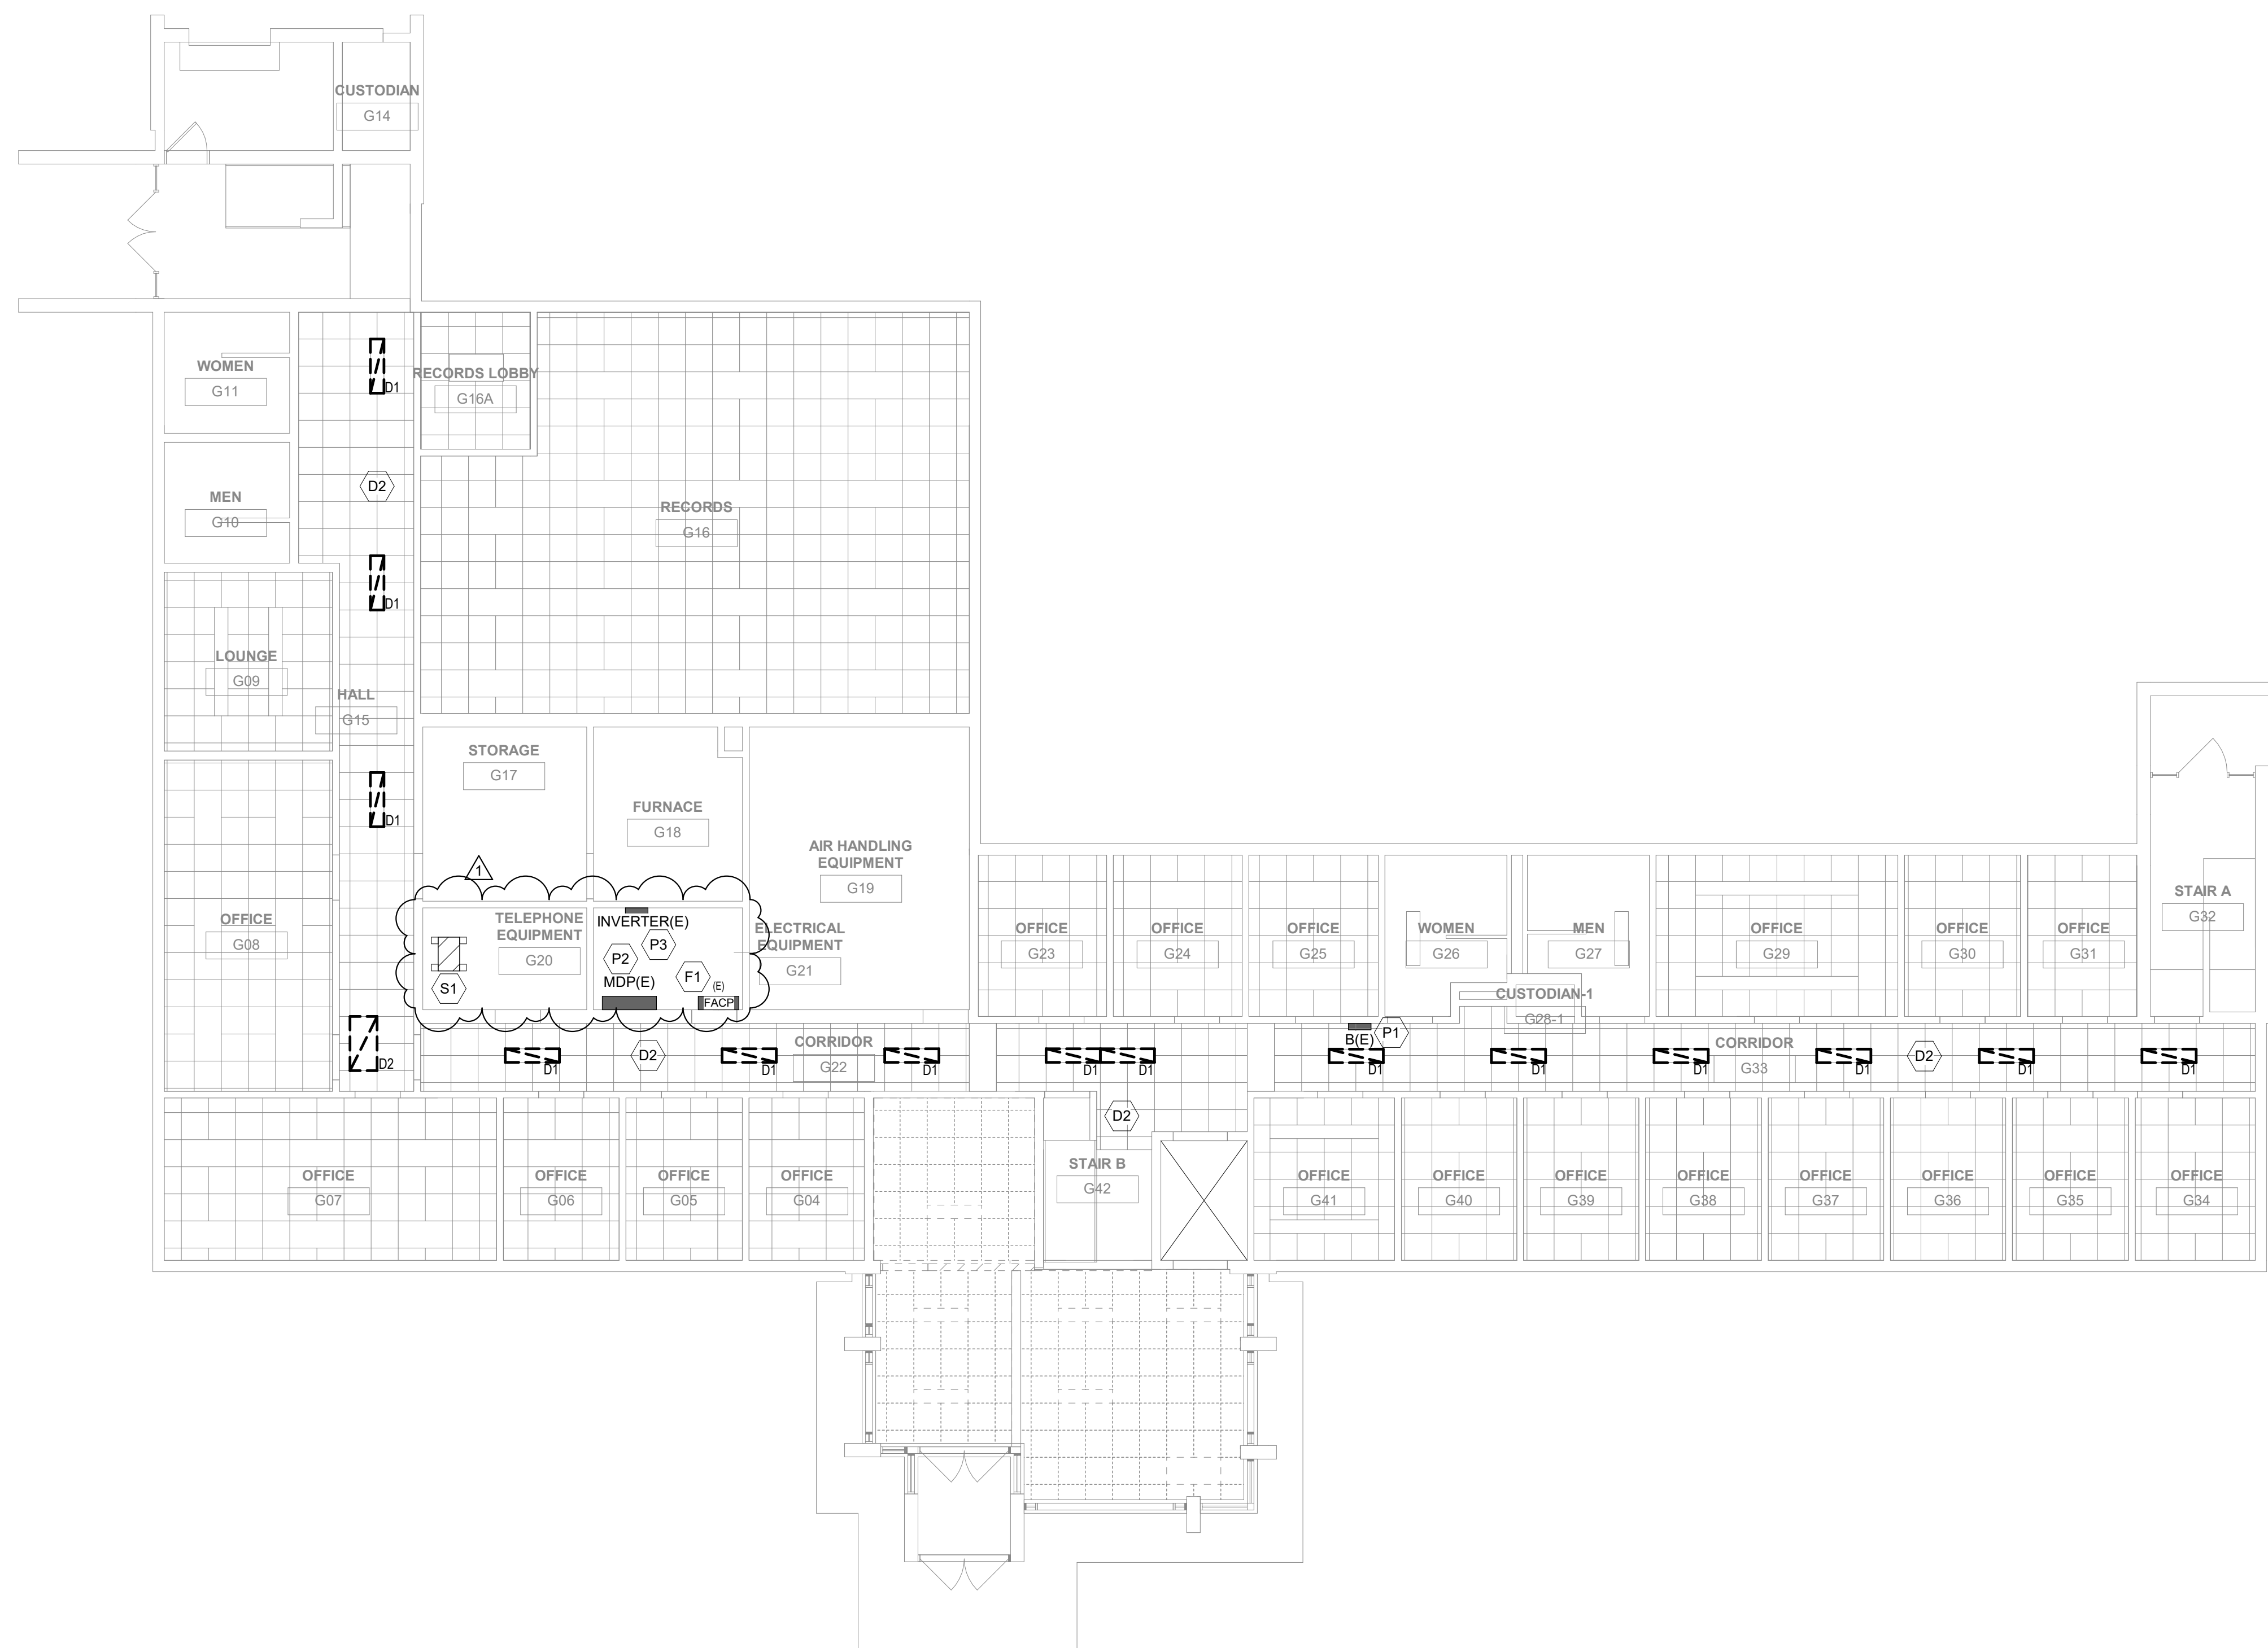 CUSTODIAN
G14
WOMEN
G11
D1
RECORDS LOBBY
G16A
D2
MEN
G10
RECORDS
G16
D1
LOUNGE
G09
HALL
G15
STORAGE
G17
D1
FURNACE
G18
1
AIR HANDLING
EQUIPMENT
G19
OFFICE
G08
TELEPHONE
EQUIPMENT
G20
S1
INVERTER(E)
P3
P2
MDP(E)
F1
(E)
FACP
ELECTRICAL
EQUIPMENT
G21
OFFICE
G23
OFFICE
G24
OFFICE
G25
WOMEN
G26
MEN
G27
CUSTODIAN-1
G28-1
OFFICE
G29
OFFICE
G30
OFFICE
G31
STAIR A
G32
D2
D1
D2
D1
CORRIDOR
G22
D1
D1
D1
B(E)
P1
D1
D1
D1
CORRIDOR
G33
D1
D2
D1
D1
D2
OFFICE
G07
OFFICE
G06
OFFICE
G05
OFFICE
G04
STAIR B
G42
OFFICE
G41
OFFICE
G40
OFFICE
G39
OFFICE
G38
OFFICE
G37
OFFICE
G36
OFFICE
G35
OFFICE
G34